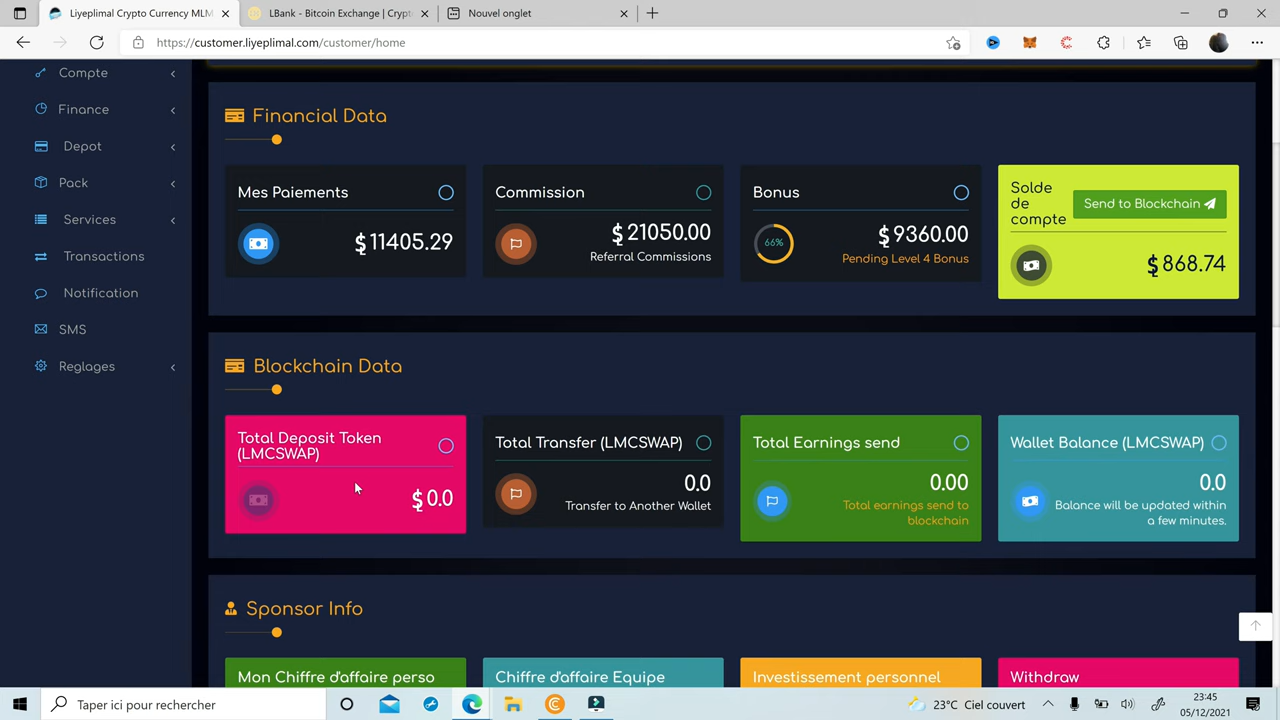 Liyeplimal Crypto Currency MLM
LBank - Bitcoin Exchange | Crypt
Nouvel onglet
https://customer.liyeplimal.com/customer/home
Compte
Finance
Depot
Pack
Services
Transactions
Notification
SMS
Reglages
Financial Data
Mes Paiements
$11405.29
Commission
$21050.00
Referral Commissions
Bonus
66%
$9360.00
Pending Level 4 Bonus
Solde
de
compte
Send to Blockchain
$868.74
Blockchain Data
Total Deposit Token
(LMCSWAP)
$0.0
Total Transfer (LMCSWAP)
0.0
Transfer to Another Wallet
Total Earnings send
0.00
Total earnings send to
blockchain
Wallet Balance (LMCSWAP)
0.0
Balance will be updated within
a few minutes.
Sponsor Info
Mon Chiffre d'affaire perso
Chiffre d'affaire Equipe
Investissement personnel
Withdraw
Taper ici pour rechercher
23°C Ciel couvert
23:45
05/12/2021